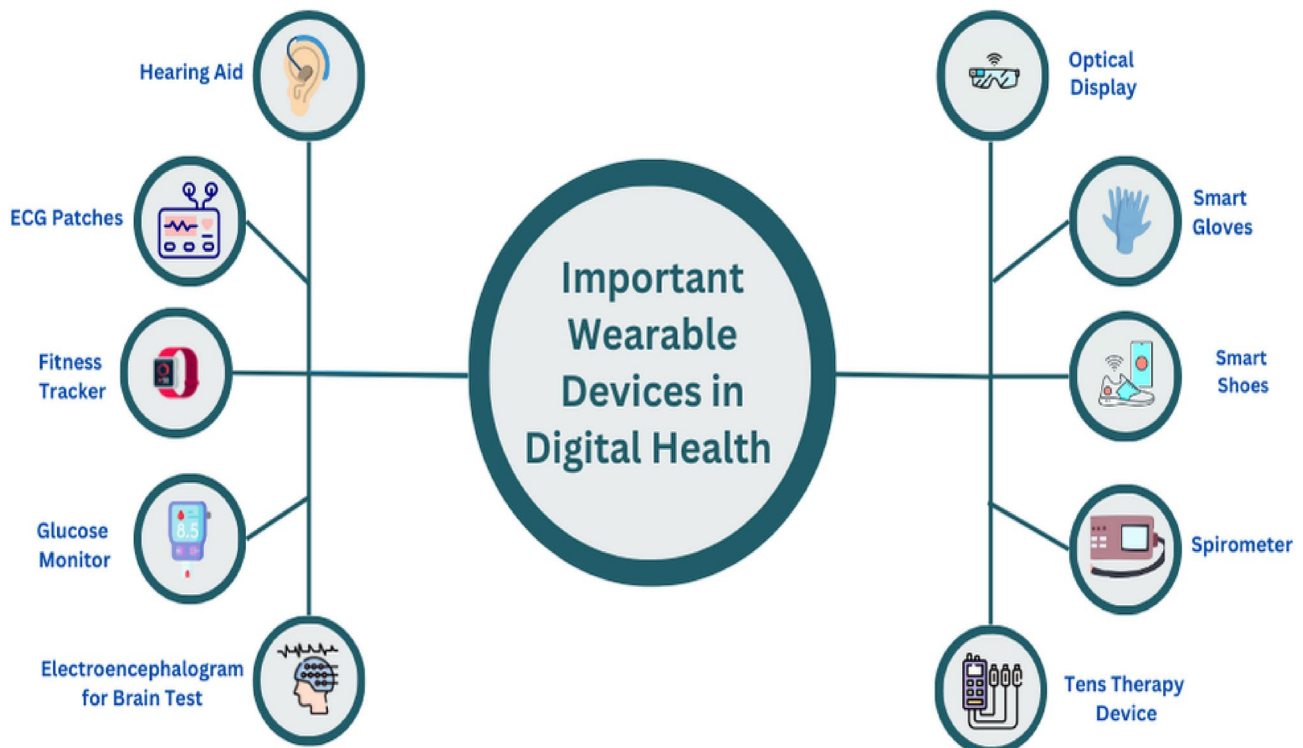 Hearing Aid
ECG Patches
Fitness
Tracker
Glucose
Monitor
8.5
Electroencephalogram
for Brain Test
Important
Wearable
Devices in
Digital Health
Optical
Display
Smart
Gloves
Smart
Shoes
Spirometer
Tens Therapy
Device